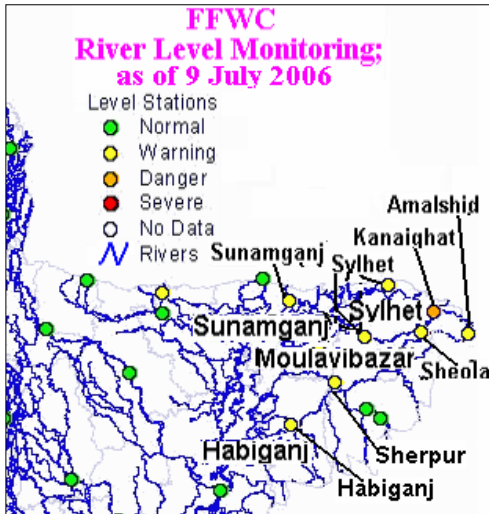 FFWC
River Level Monitoring;
as of 9 July 2006
Level Stations
Normal
Warning
Danger
Severe
No Data
Rivers
Amalshid
Kanaighat
Sunamganj
Sylhet
Sylhet
Sunamganj
Moulavibazar
Sheola
Habiganj
Sherpur
Habiganj